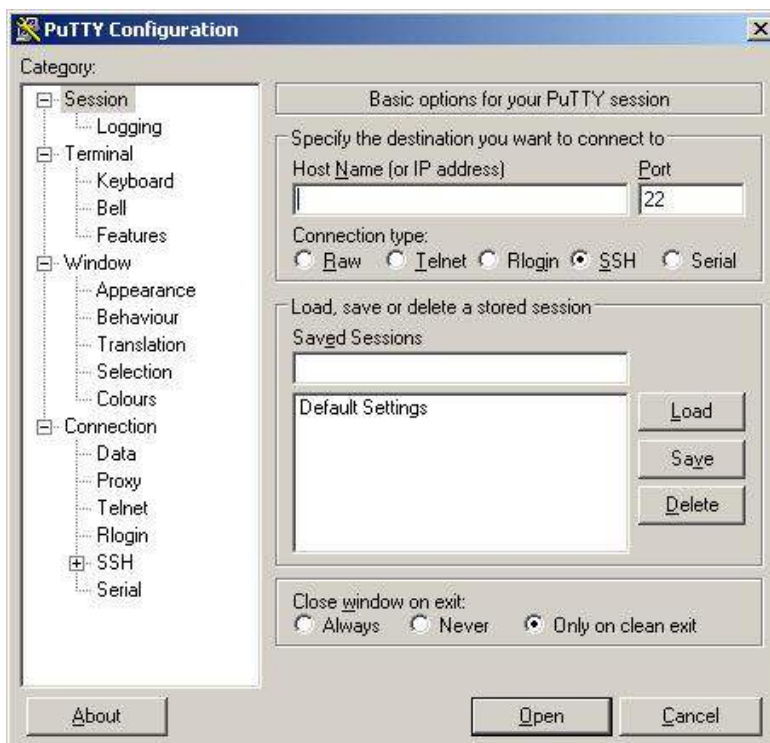 PuTTY Configuration
Category:
Session
Logging
Terminal
Keyboard
Bell
Features
Window
Appearance
Behaviour
Translation
Selection
Colours
Connection
Data
Proxy
Telnet
Rlogin
SSH
Serial
Basic options for your PuTTY session
Specify the destination you want to connect to
Host Name (or IP address) Port
22
Connection type:
Raw Telnet Rlogin SSH Serial
Load, save or delete a stored session
Saved Sessions
Default Settings
Load
Save
Delete
Close window on exit:
Always Never Only on clean exit
About Open Cancel